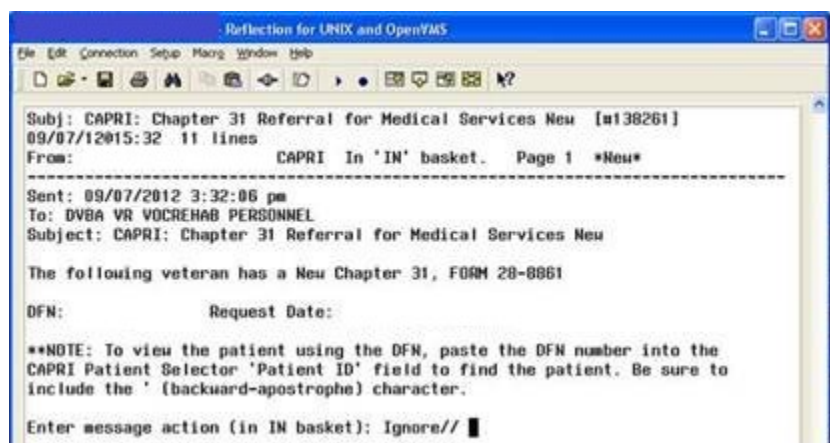 - Reflection for UNIX and OpenVMS
File Edit Connection Setup Macro Window Help
Subj: CAPRI: Chapter 31 Referral for Medical Services New [#138261]
09/07/12@15:32 11 lines
From: CAPRI In 'IN' basket. Page 1 *New*
--------------------------------------------------------------------------------
Sent: 09/07/2012 3:32:06 pm
To: DVBA VR VOCREHAB PERSONNEL
Subject: CAPRI: Chapter 31 Referral for Medical Services New
The following veteran has a New Chapter 31, FORM 28-8861
DFN: Request Date:
**NOTE: To view the patient using the DFN, paste the DFN number into the
CAPRI Patient Selector 'Patient ID' field to find the patient. Be sure to
include the ' (backward-apostrophe) character.
Enter message action (in IN basket): Ignore//